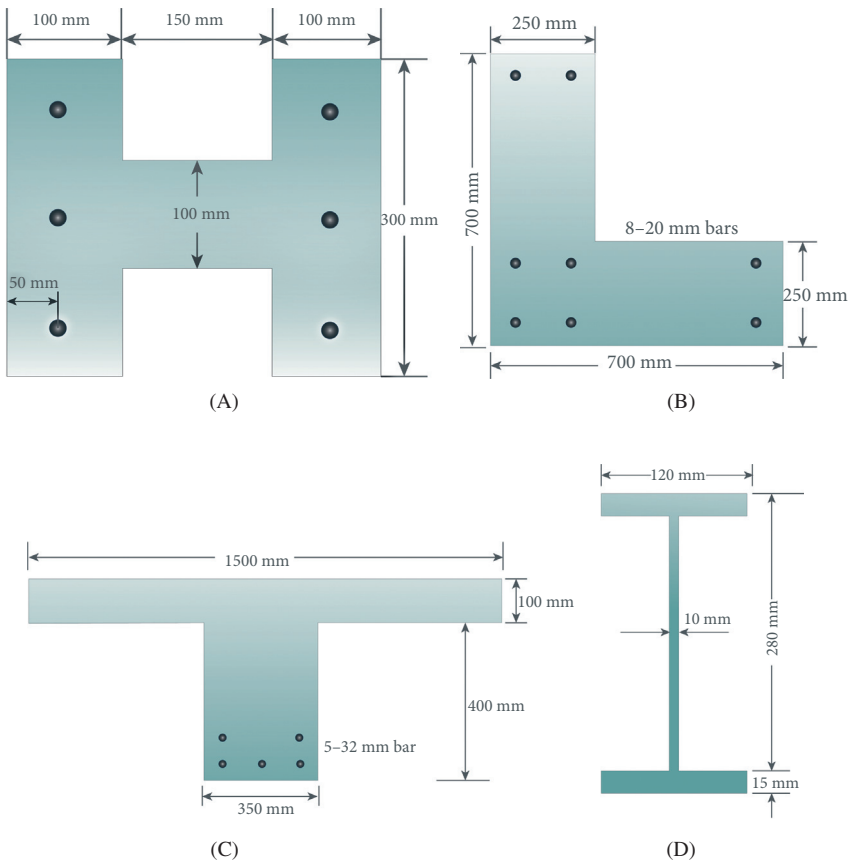 100 mm
150 mm
100 mm
100 mm
300 mm
50 mm
(A)
250 mm
700 mm
8–20 mm bars
250 mm
700 mm
(B)
1500 mm
100 mm
400 mm
5–32 mm bar
350 mm
(C)
120 mm
10 mm
280 mm
15 mm
(D)